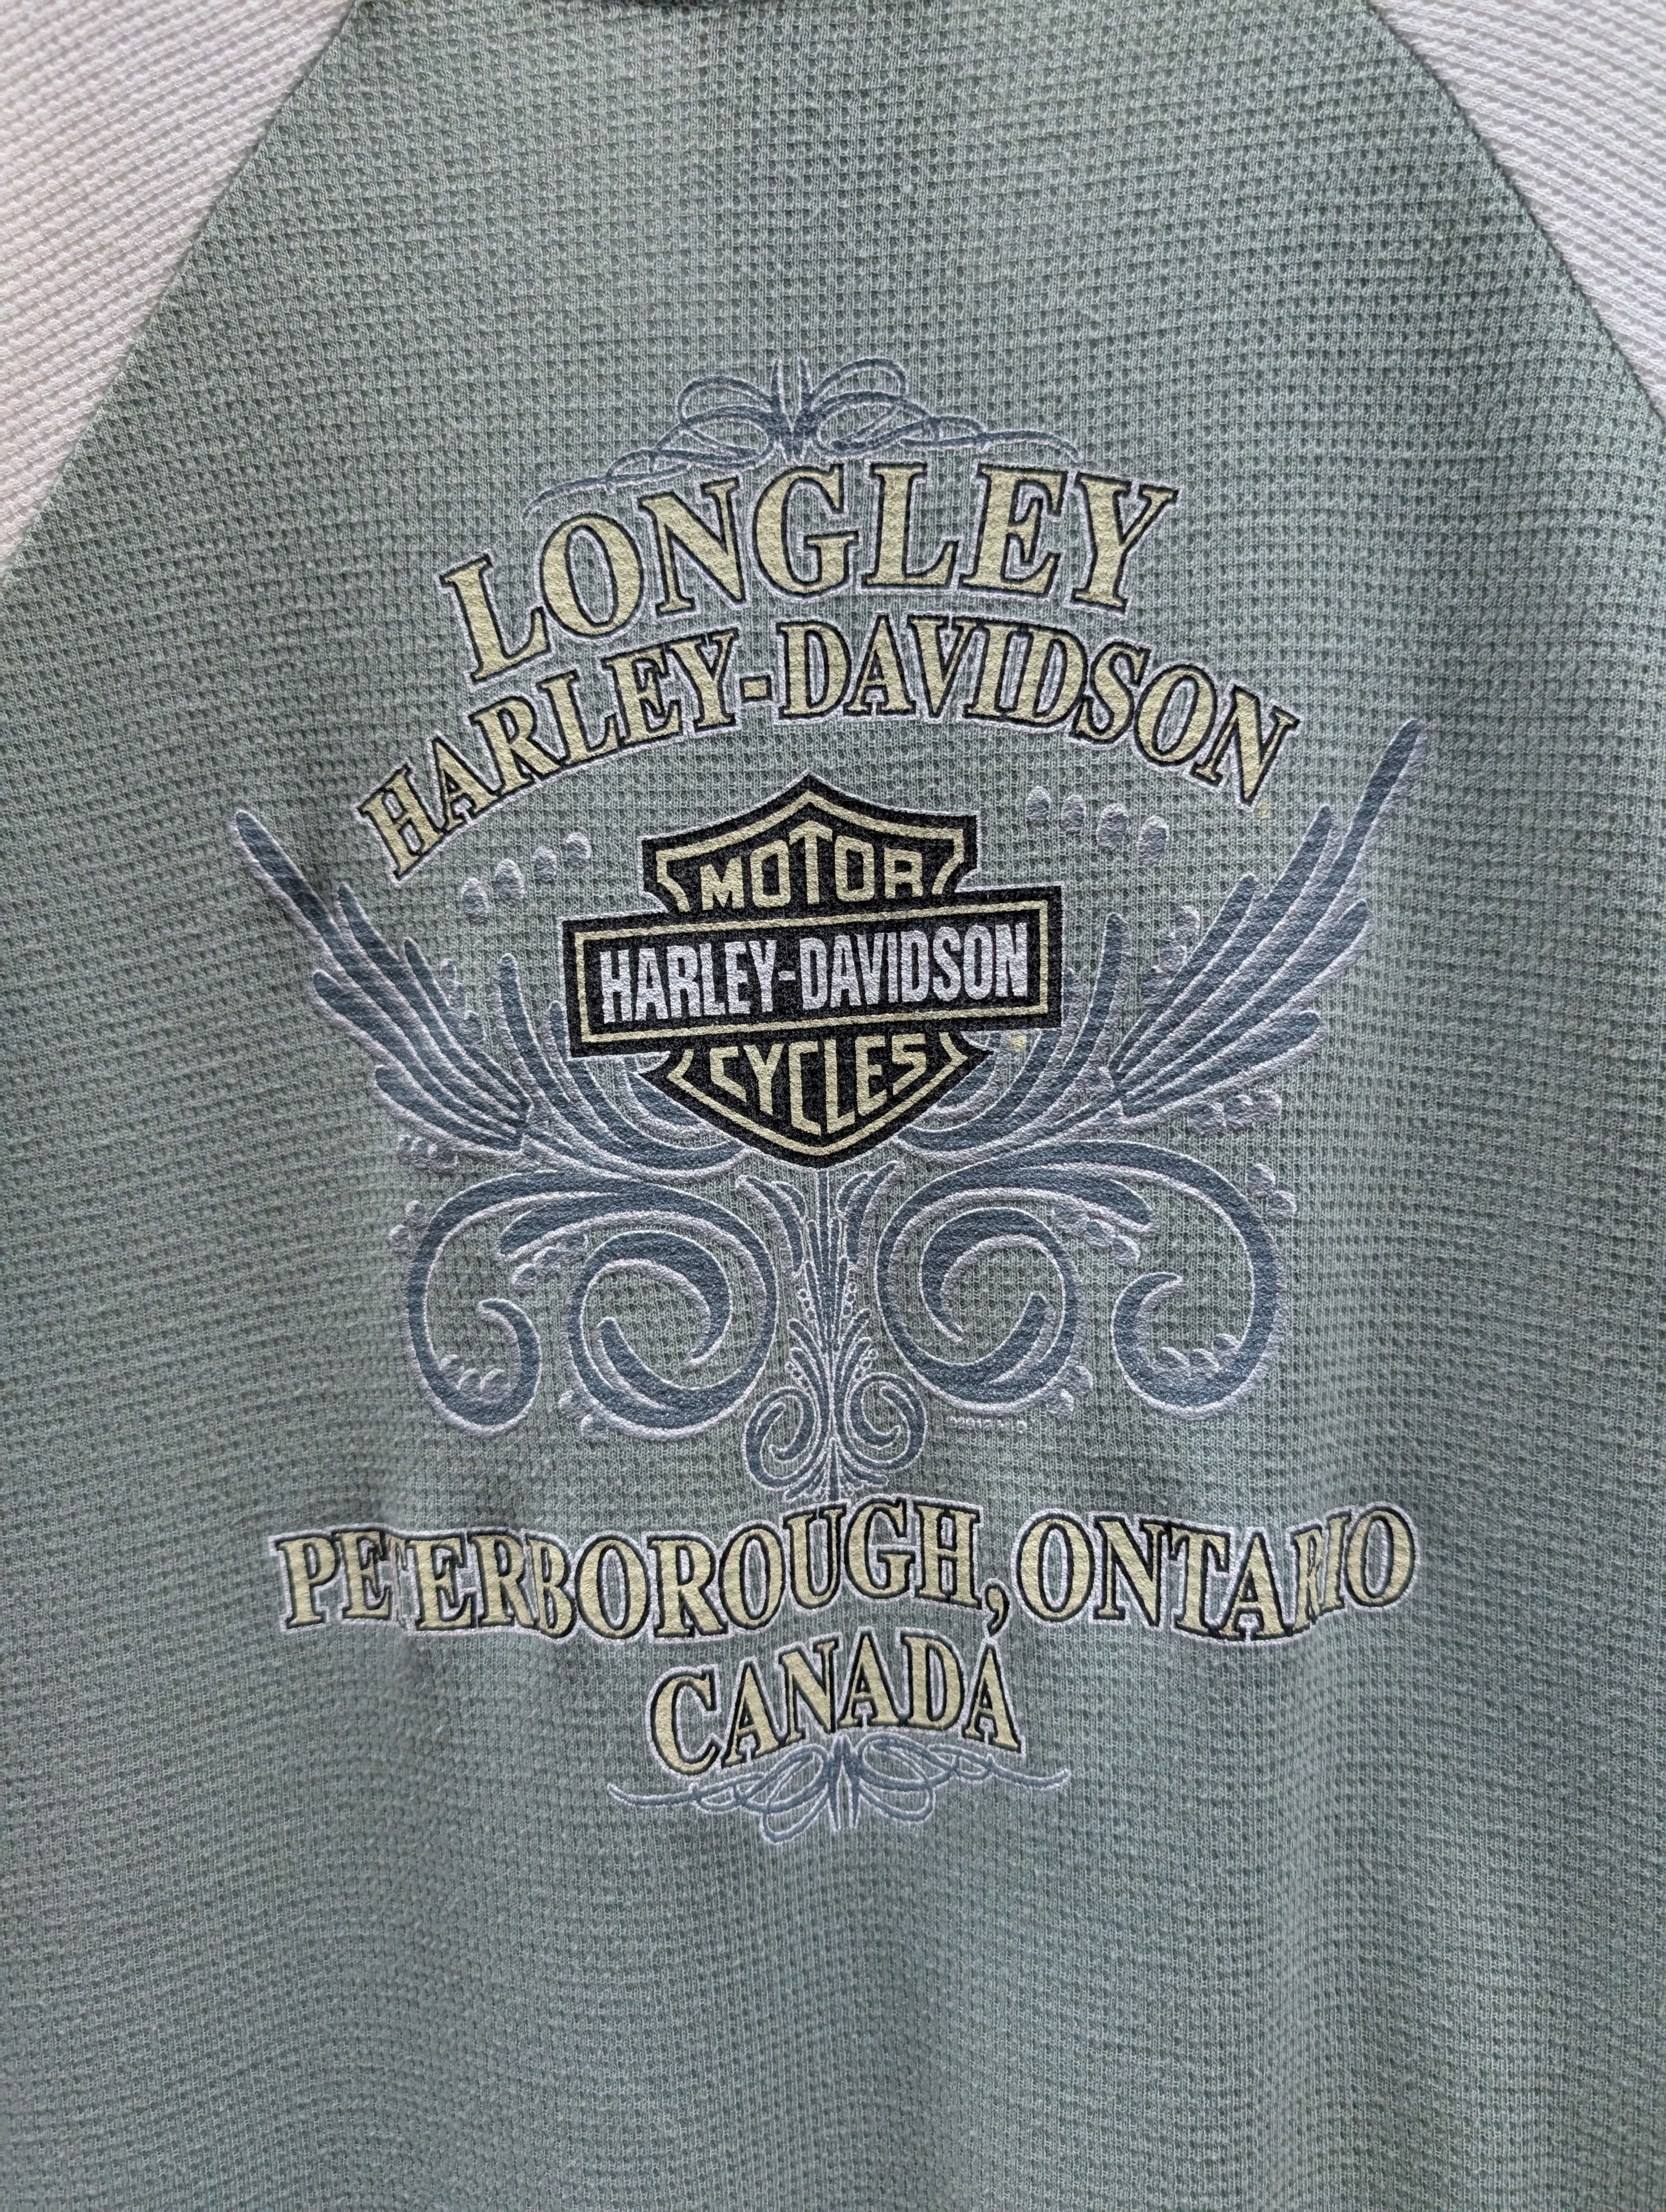 LONGLEY
HARLEY-DAVIDSON
MOTOR
HARLEY-DAVIDSON
CYCLES
PETERBOROUGH, ONTARIO
CANADA